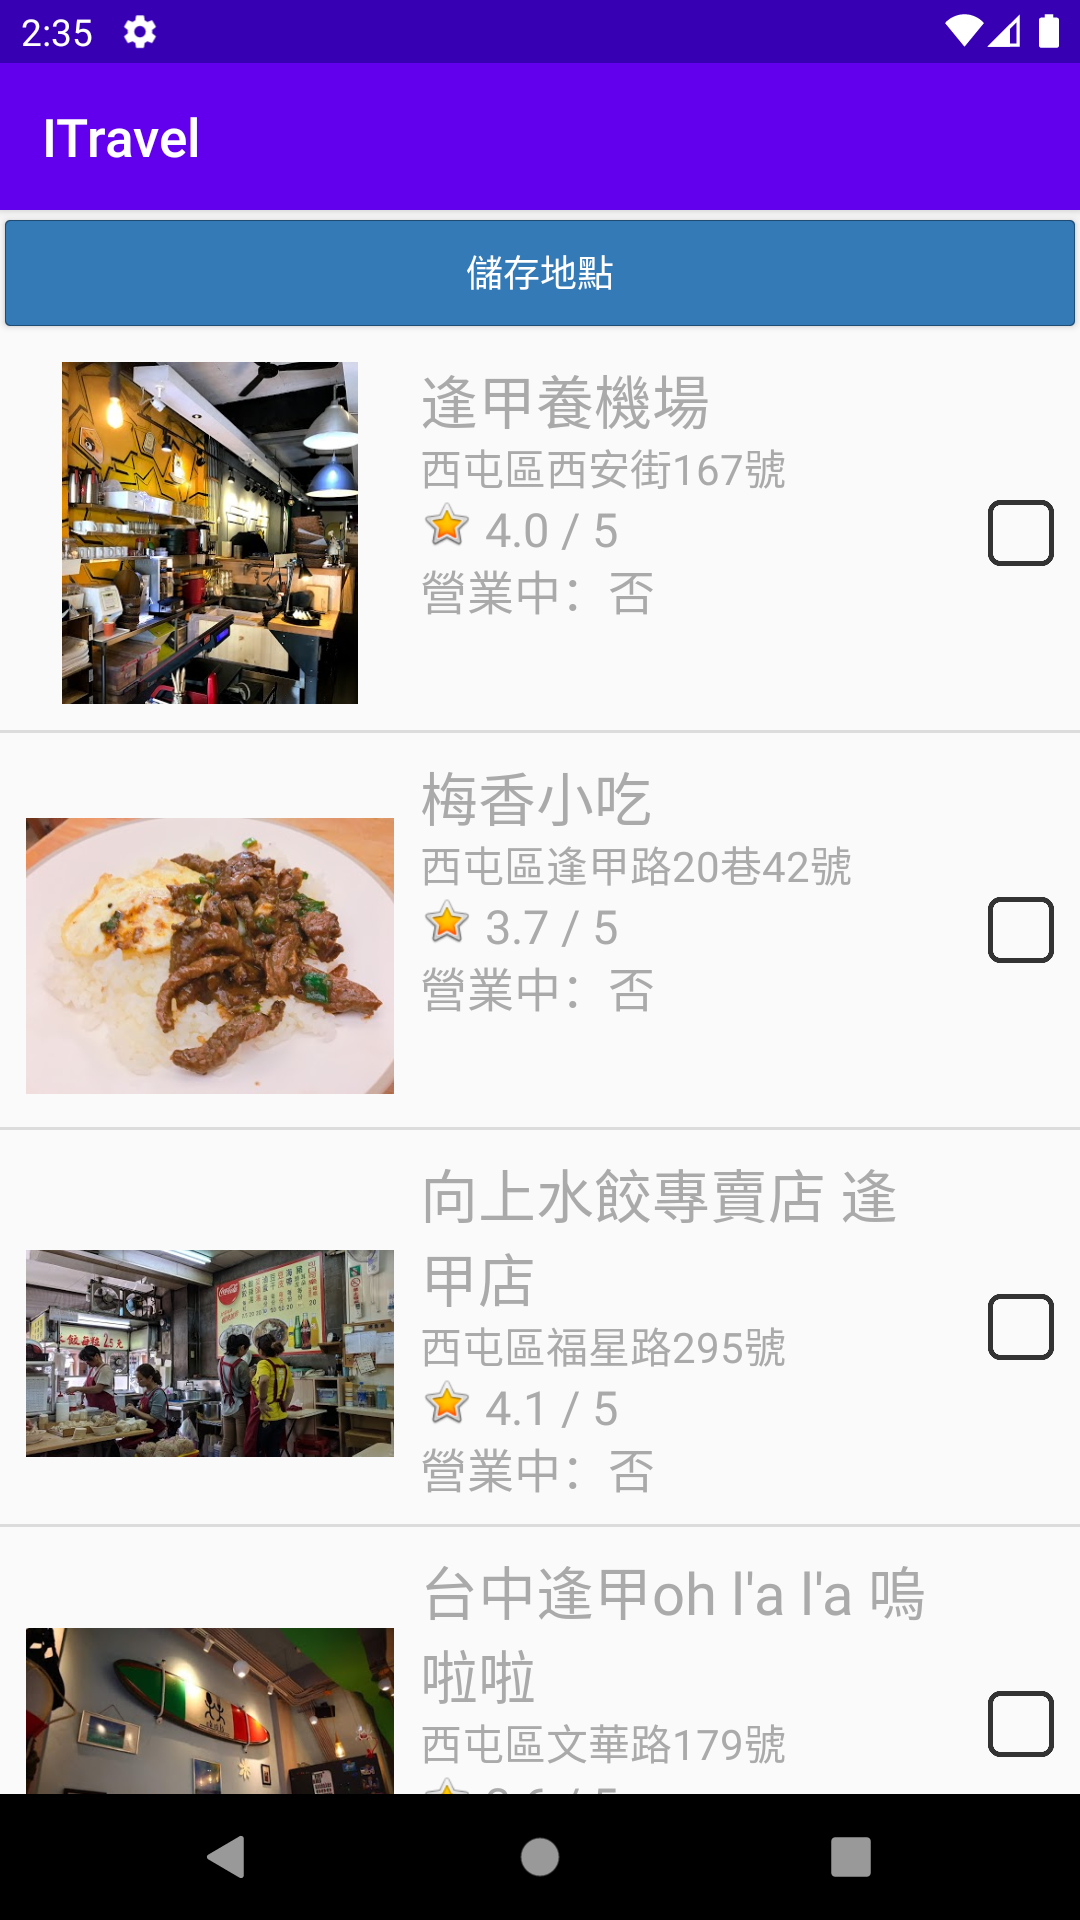 2:35
ITravel
儲存地點
逢甲養機場
西屯區西安街167號
4.0 / 5
營業中：否
梅香小吃
西屯區逢甲路20巷42號
3.7 / 5
營業中：否
向上水餃專賣店 逢
甲店
西屯區福星路295號
4.1 / 5
營業中：否
台中逢甲oh l'a l'a 嗚
啦啦
西屯區文華路179號